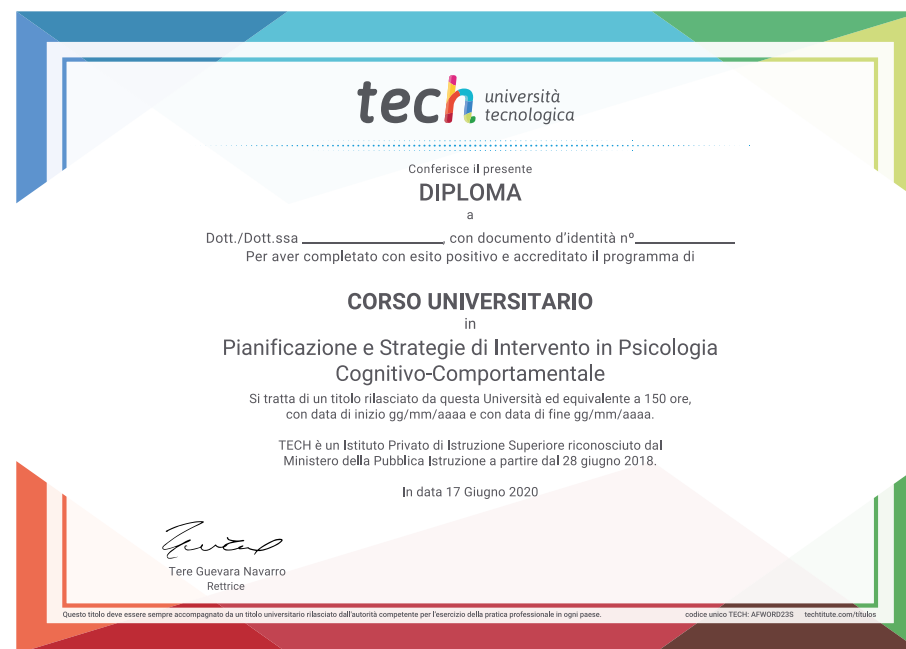 tech università
tecnologica
Conferisce il presente
DIPLOMA
a
Dott./Dott.ssa ____________________, con documento d'identità nº______________
Per aver completato con esito positivo e accreditato il programma di
CORSO UNIVERSITARIO
in
Pianificazione e Strategie di Intervento in Psicologia
Cognitivo-Comportamentale
Si tratta di un titolo rilasciato da questa Università ed equivalente a 150 ore,
con data di inizio gg/mm/aaaa e con data di fine gg/mm/aaaa.
TECH è un Istituto Privato di Istruzione Superiore riconosciuto dal
Ministero della Pubblica Istruzione a partire dal 28 giugno 2018.
In data 17 Giugno 2020
Tere Guevara Navarro
Rettrice
Questo titolo deve essere sempre accompagnato da un titolo universitario rilasciato dall'autorità competente per l'esercizio della pratica professionale in ogni paese. codice unico TECH: AFWORD23S techtitute.com/títulos